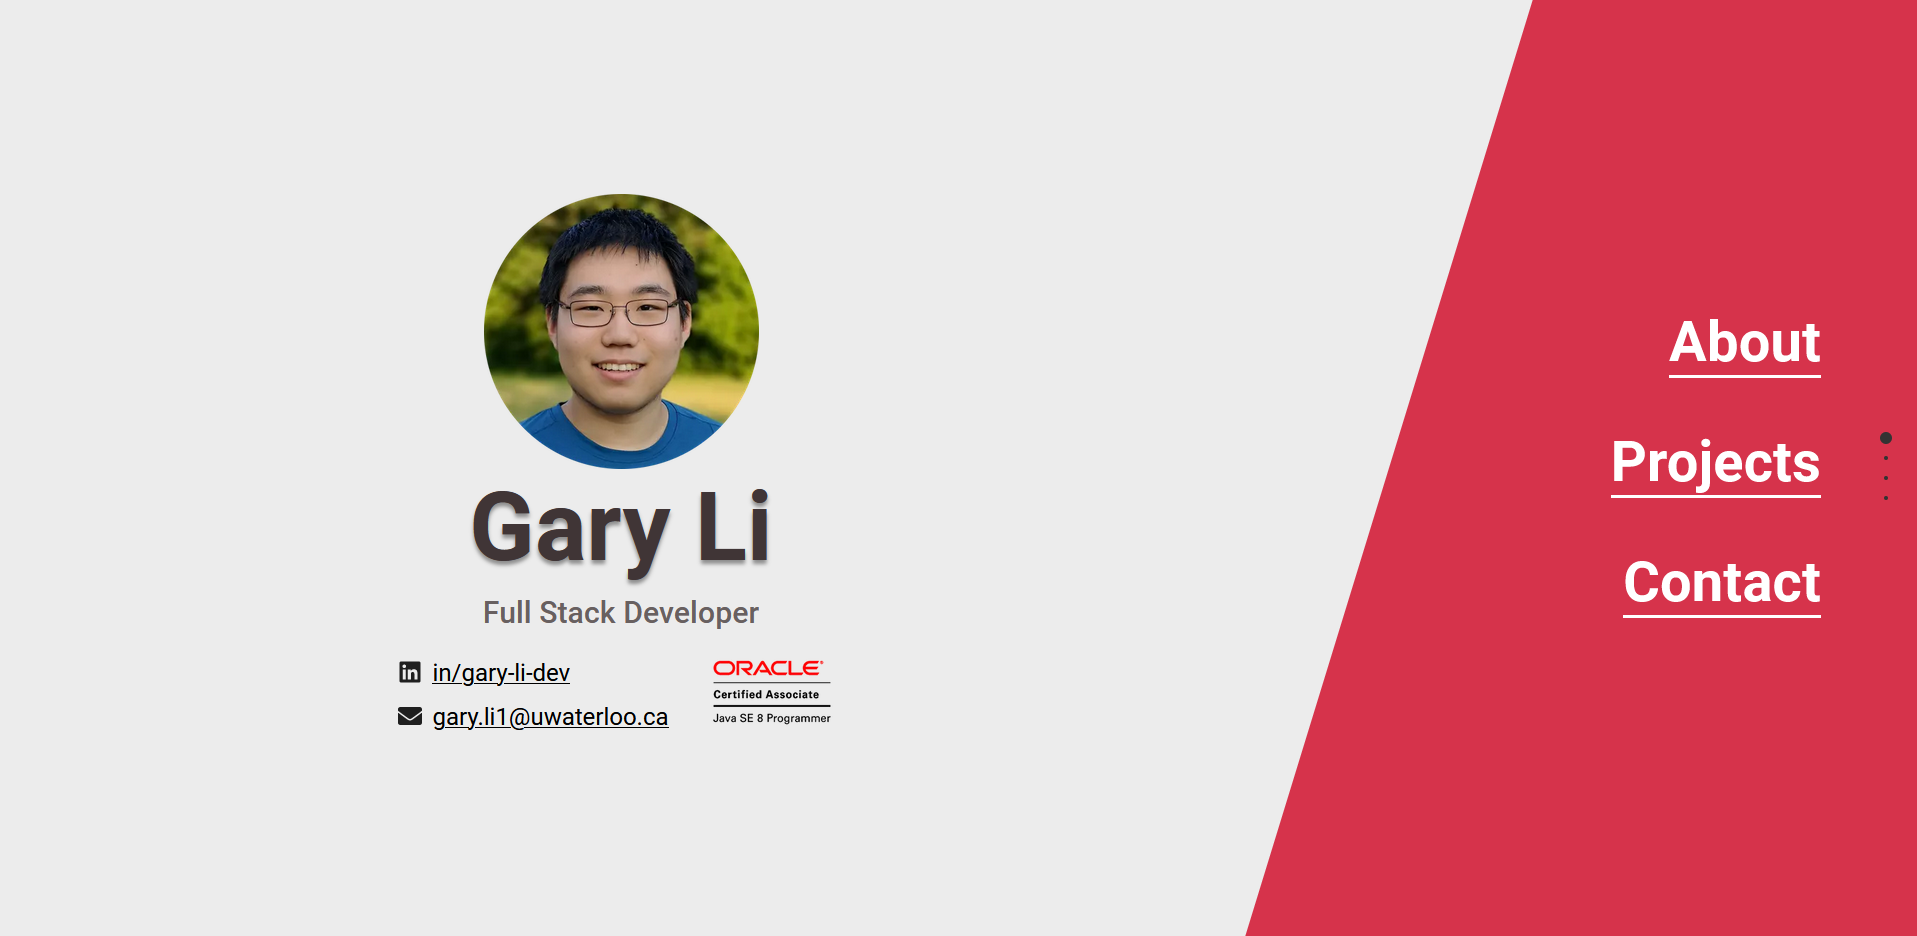 Gary Li
Full Stack Developer
in/gary-li-dev
gary.li1@uwaterloo.ca
ORACLE®
Certified Associate
Java SE 8 Programmer
About
Projects
Contact